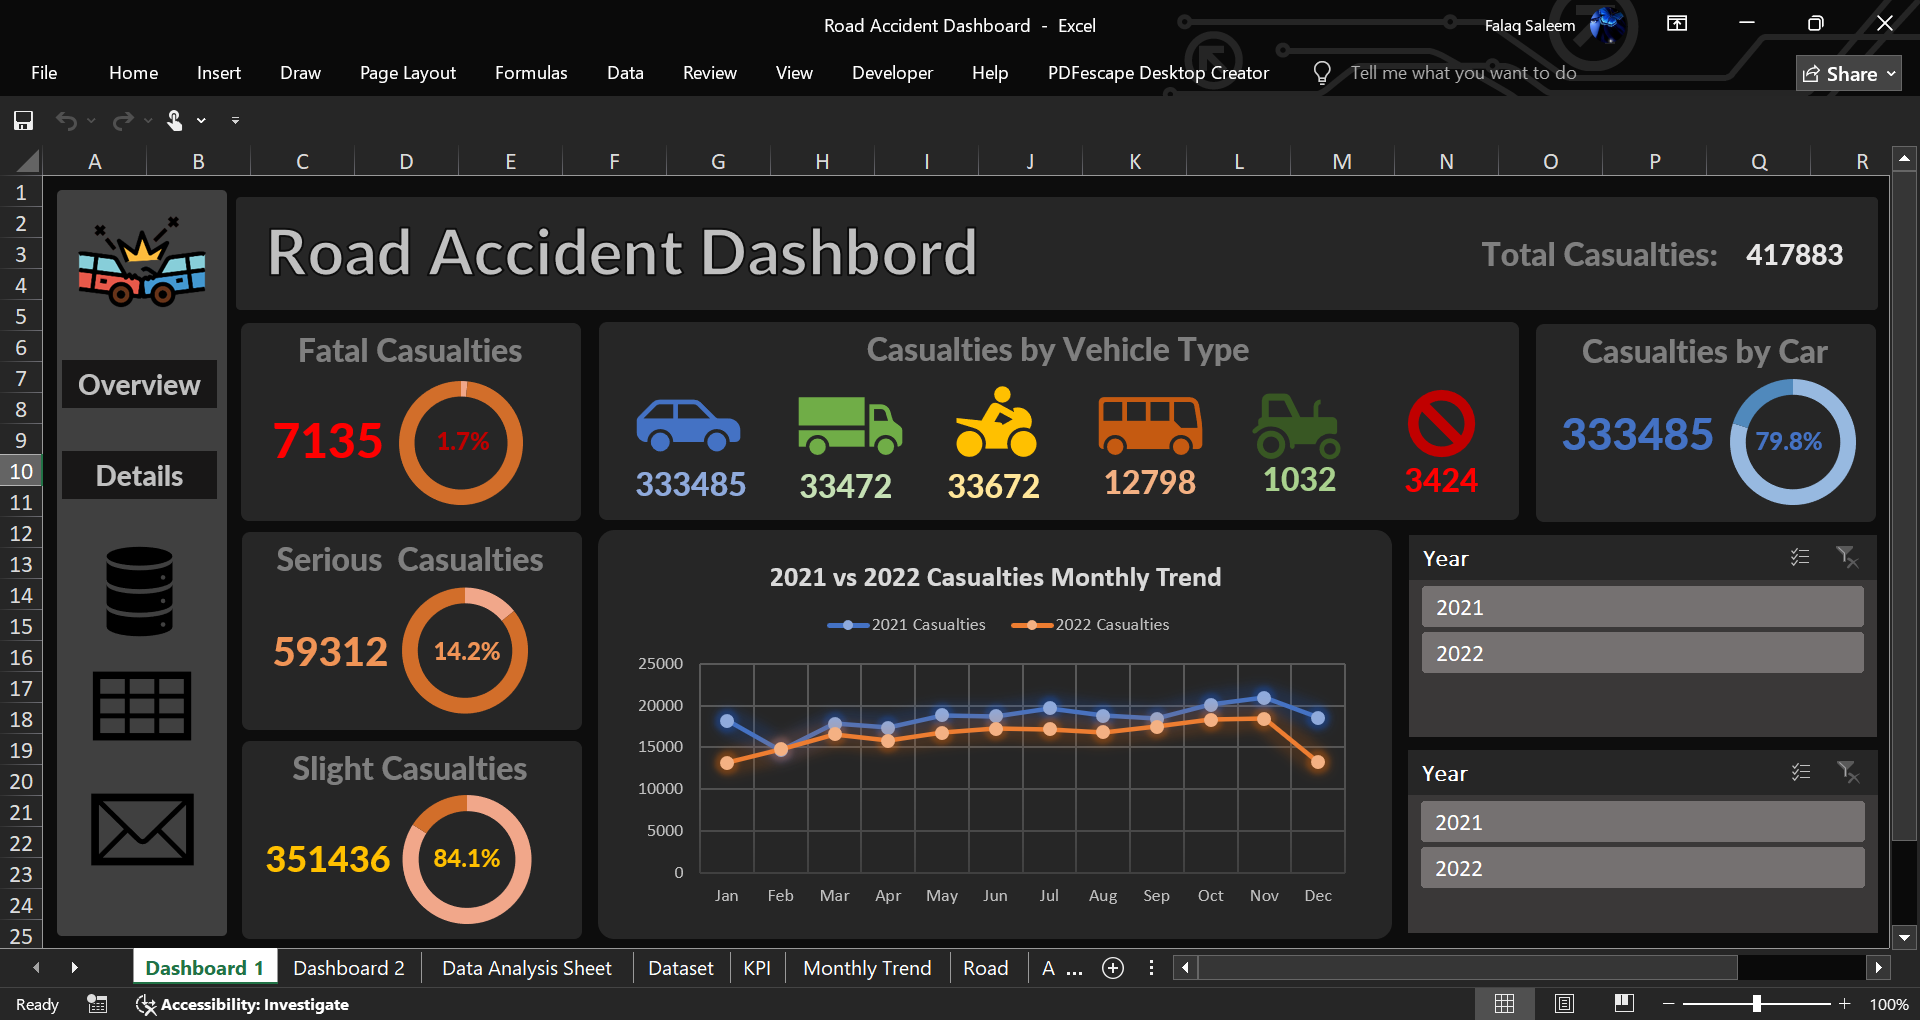 Road Accident Dashboard - Excel
Falaq Saleem
File Home Insert Draw Page Layout Formulas Data Review View Developer Help PDFescape Desktop Creator Tell me what you want to do Share
A B C D E F G H I J K L M N O P Q R
1
2
3
4
5
6
7
8
9
10
11
12
13
14
15
16
17
18
19
20
21
22
23
24
25
Overview
Details
Road Accident Dashbord
Total Casualties: 417883
Fatal Casualties
7135
1.7%
Casualties by Vehicle Type
333485 33472 33672 12798 1032 3424
Casualties by Car
333485
79.8%
Serious Casualties
59312
14.2%
Slight Casualties
351436
84.1%
2021 vs 2022 Casualties Monthly Trend
2021 Casualties 2022 Casualties
25000
20000
15000
10000
5000
0
Jan Feb Mar Apr May Jun Jul Aug Sep Oct Nov Dec
Year
2021
2022
Year
2021
2022
Dashboard 1 Dashboard 2 Data Analysis Sheet Dataset KPI Monthly Trend Road A ...
Ready
Accessibility: Investigate
100%